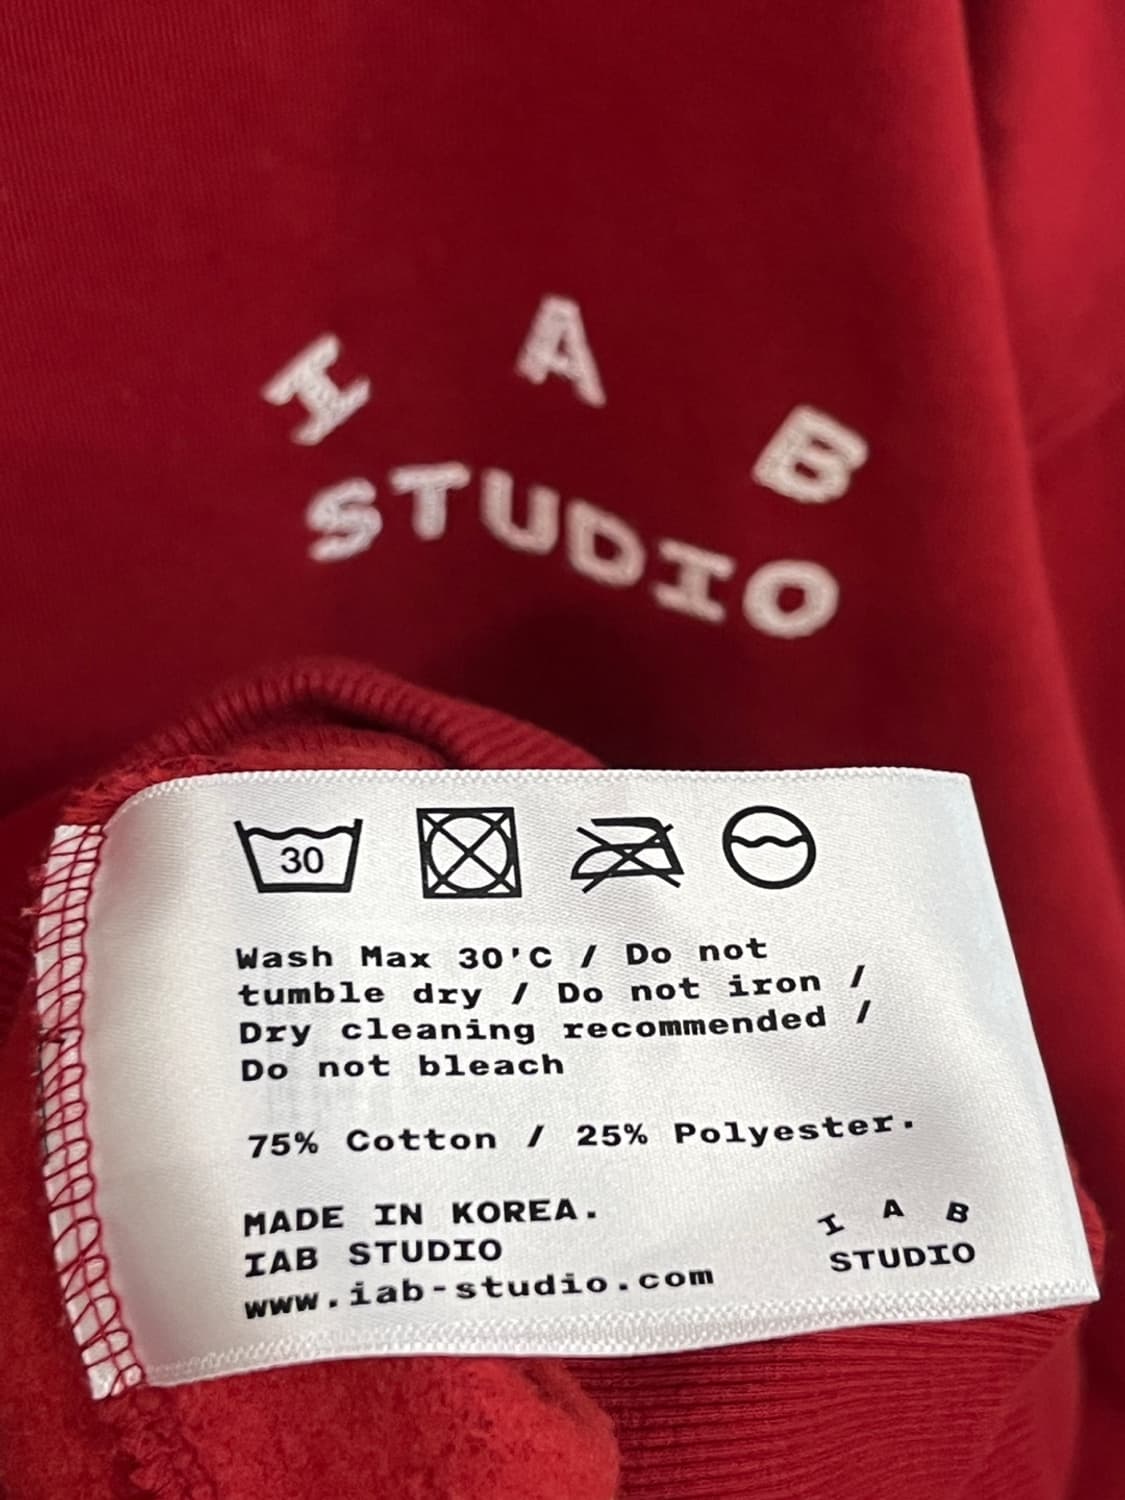 I A B
STUDIO
30
Wash Max 30'C / Do not
tumble dry / Do not iron /
Dry cleaning recommended /
Do not bleach
75% Cotton / 25% Polyester.
MADE IN KOREA.
IAB STUDIO
www.iab-studio.com
I A B
STUDIO